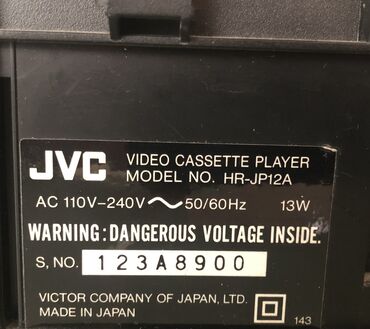 JVC VIDEO CASSETTE PLAYER
MODEL NO. HR-JP12A
AC 110V-240V～50/60Hz 13W
WARNING: DANGEROUS VOLTAGE INSIDE.
S, NO. 123A8900
VICTOR COMPANY OF JAPAN, LTD.
MADE IN JAPAN 143